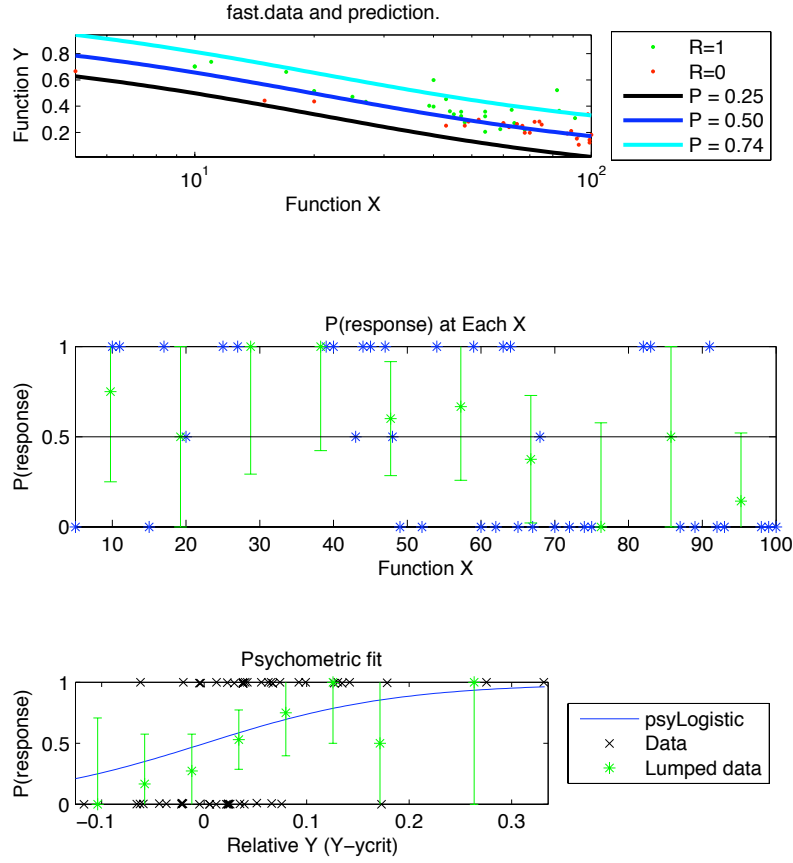 fast.data and prediction.
Function Y
0.8
0.6
0.4
0.2
10^1
10^2
Function X
R=1
R=0
P = 0.25
P = 0.50
P = 0.74
P(response) at Each X
P(response)
1
0.5
0
10 20 30 40 50 60 70 80 90 100
Function X
Psychometric fit
P(response)
1
0.5
0
-0.1 0 0.1 0.2 0.3
Relative Y (Y-ycrit)
psyLogistic
Data
Lumped data